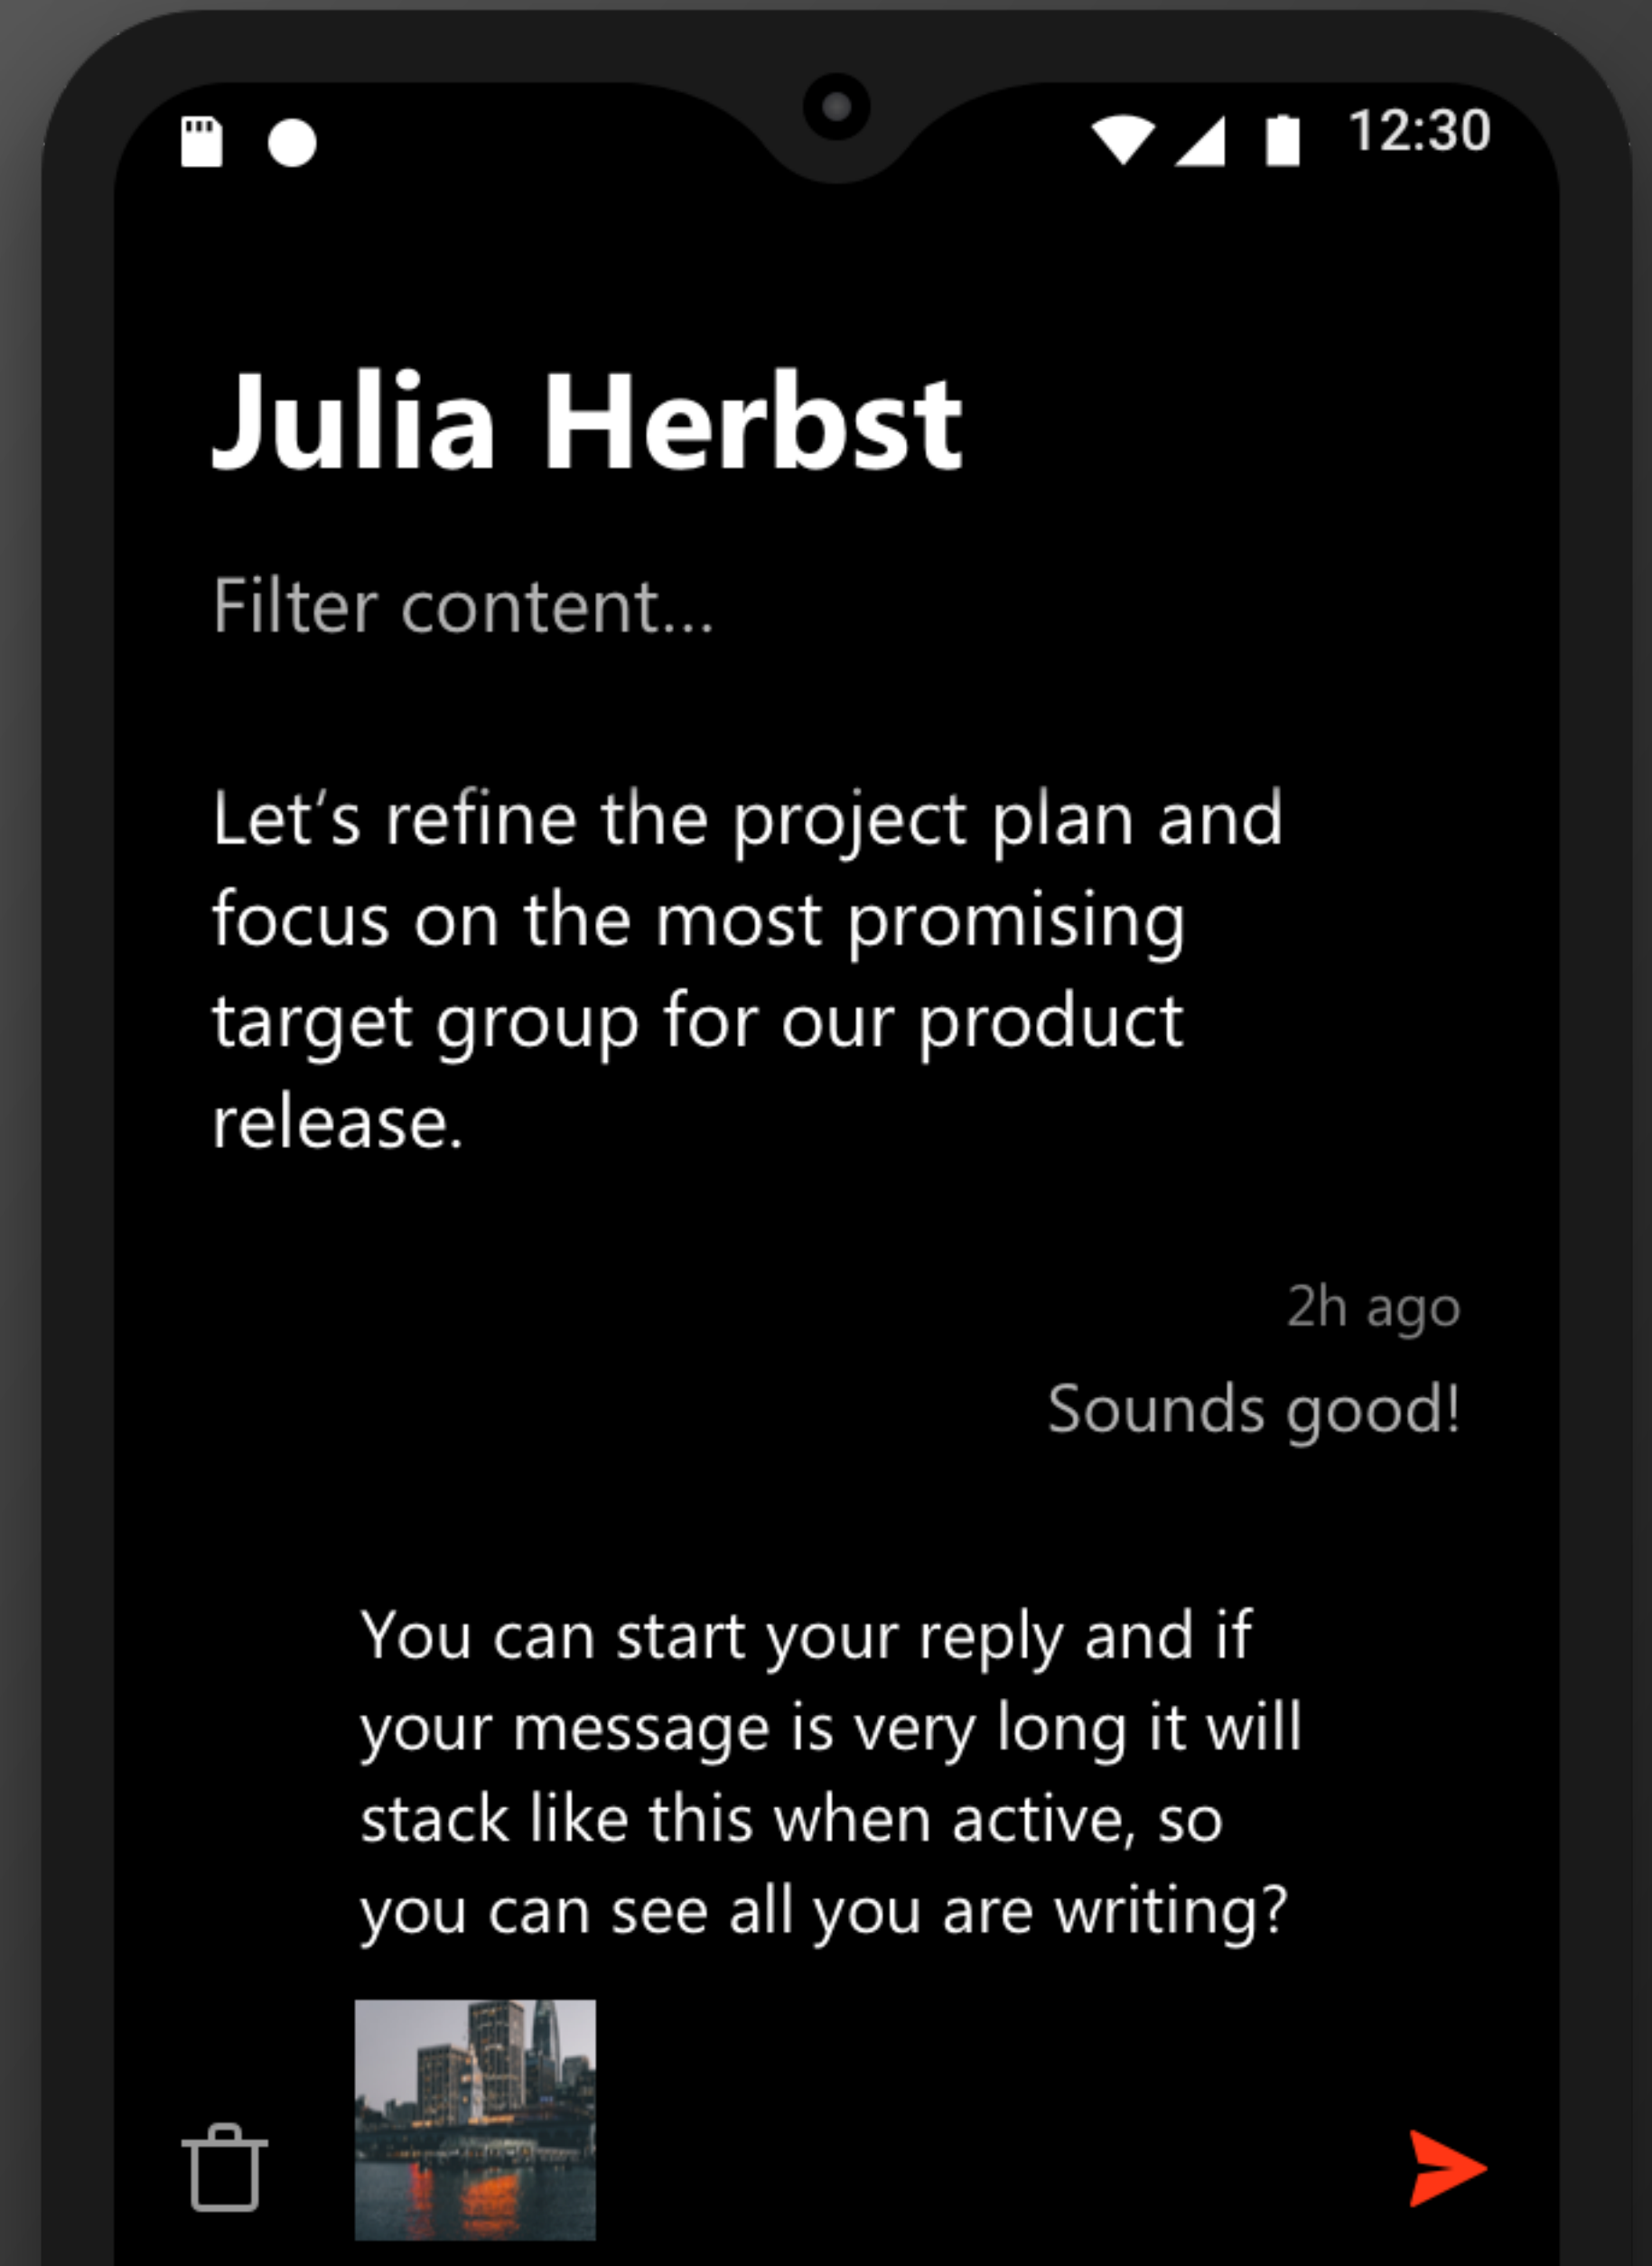 12:30
Julia Herbst
Filter content...
Let's refine the project plan and
focus on the most promising
target group for our product
release.
2h ago
Sounds good!
You can start your reply and if
your message is very long it will
stack like this when active, so
you can see all you are writing?